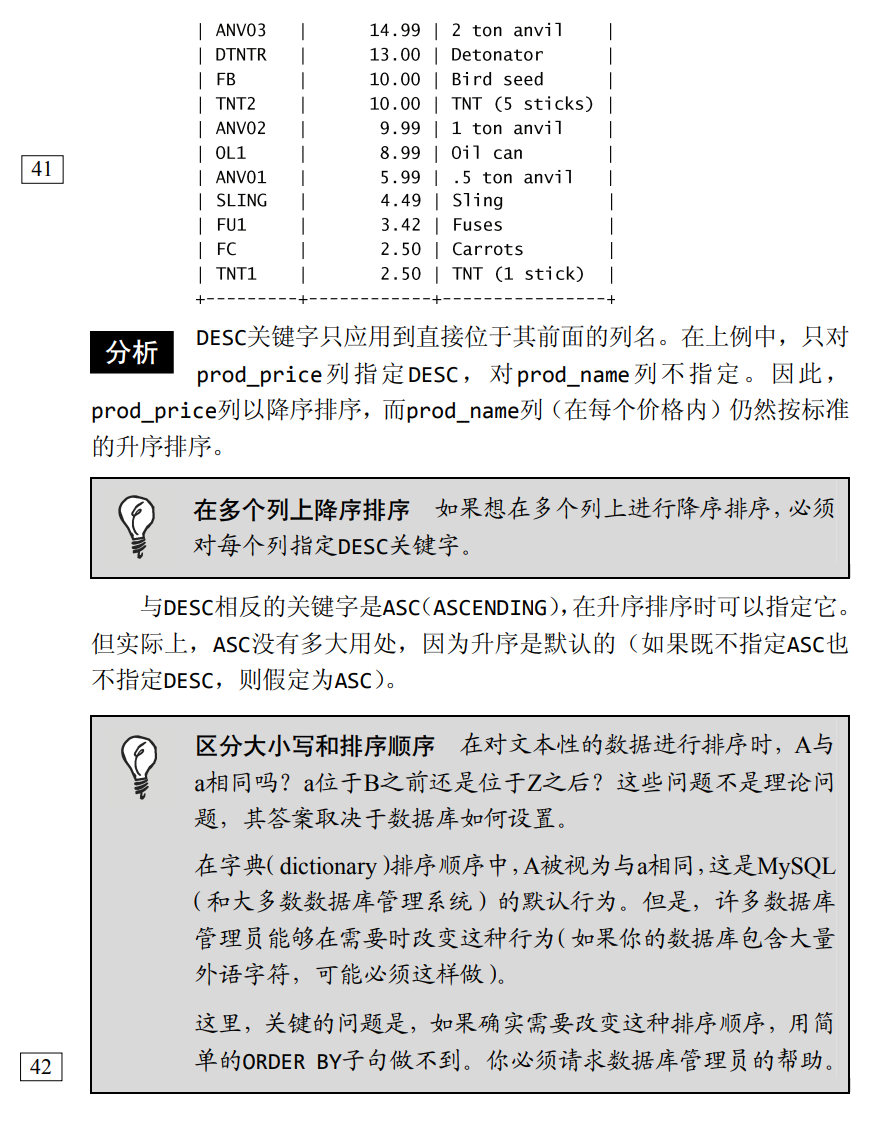 | ANV03   |      14.99 | 2 ton anvil    |
| DTNTR   |      13.00 | Detonator      |
| FB      |      10.00 | Bird seed      |
| TNT2    |      10.00 | TNT (5 sticks) |
| ANV02   |       9.99 | 1 ton anvil    |
| OL1     |       8.99 | Oil can        |
41
| ANV01   |       5.99 | .5 ton anvil   |
| SLING   |       4.49 | Sling          |
| FU1     |       3.42 | Fuses          |
| FC      |       2.50 | Carrots        |
| TNT1    |       2.50 | TNT (1 stick)  |
+---------+------------+----------------+
分析
DESC关键字只应用到直接位于其前面的列名。在上例中，只对
prod_price列指定DESC，对prod_name列不指定。因此，
prod_price列以降序排序，而prod_name列（在每个价格内）仍然按标准
的升序排序。
在多个列上降序排序 如果想在多个列上进行降序排序，必须
对每个列指定DESC关键字。
与DESC相反的关键字是ASC（ASCENDING），在升序排序时可以指定它。
但实际上，ASC没有多大用处，因为升序是默认的（如果既不指定ASC也
不指定DESC，则假定为ASC）。
区分大小写和排序顺序 在对文本性的数据进行排序时，A与
a相同吗？a位于B之前还是位于Z之后？这些问题不是理论问
题，其答案取决于数据库如何设置。
在字典（dictionary）排序顺序中，A被视为与a相同，这是MySQL
（和大多数数据库管理系统）的默认行为。但是，许多数据库
管理员能够在需要时改变这种行为（如果你的数据库包含大量
外语字符，可能必须这样做）。
这里，关键的问题是，如果确实需要改变这种排序顺序，用简
单的ORDER BY子句做不到。你必须请求数据库管理员的帮助。
42